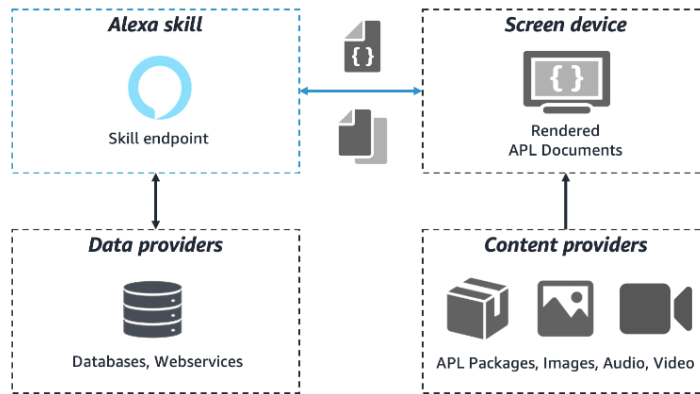 Alexa skill
Skill endpoint
{ }
Screen device
{ }
Rendered
APL Documents
Data providers
Databases, Webservices
Content providers
APL Packages, Images, Audio, Video